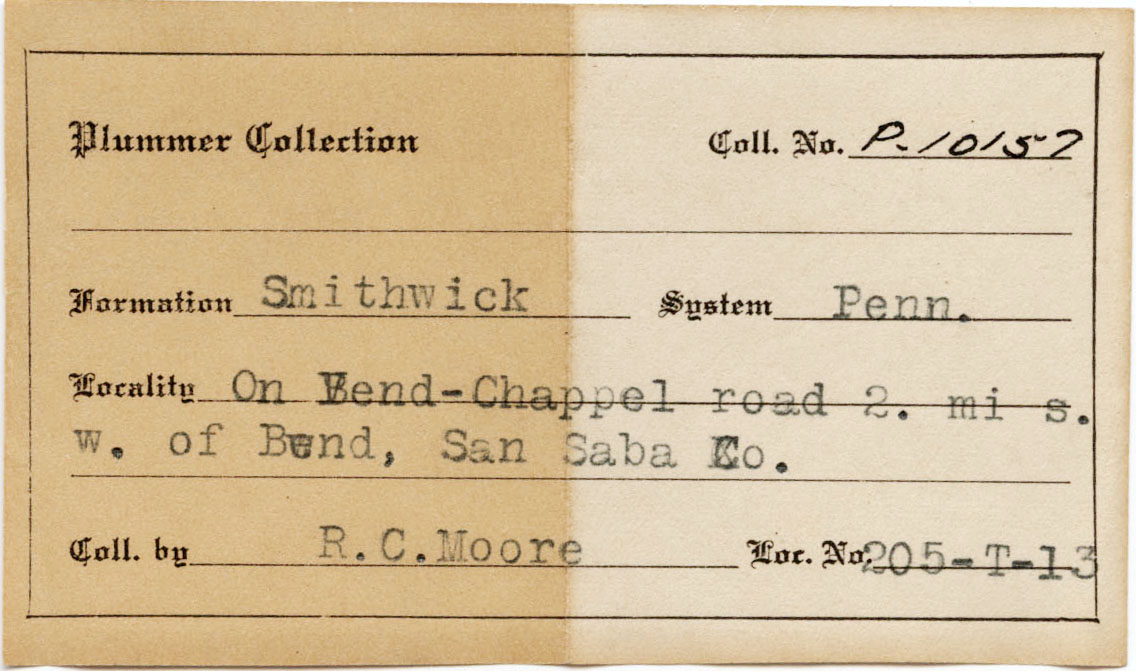 Plummer Collection Coll. No. P-10157
Formation Smithwick System Penn.
Locality On Bend-Chappel road 2. mi s.
w. of Bend, San Saba Co.
Coll. by R.C.Moore Loc. No. 205-T-13